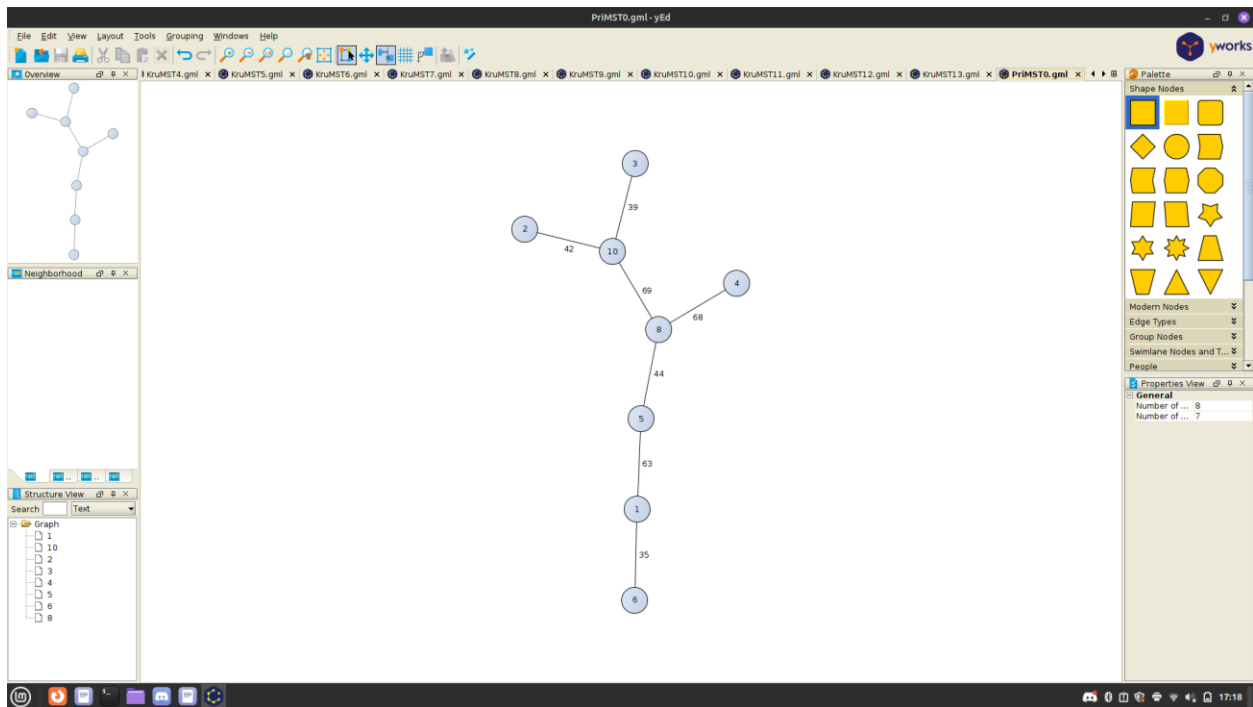 PriMST0.gml - yEd
File Edit View Layout Tools Grouping Windows Help
yworks
Overview
KruMST4.gml KruMST5.gml KruMST6.gml KruMST7.gml KruMST8.gml KruMST9.gml KruMST10.gml KruMST11.gml KruMST12.gml KruMST13.gml PriMST0.gml
Palette
Shape Nodes
Modern Nodes
Edge Types
Group Nodes
Swimlane Nodes and T...
People
Properties View
General
Number of ... 8
Number of ... 7
Neighborhood
Structure View
Search Text
Graph
1
10
2
3
4
5
6
8
3
39
2
42
10
69
4
68
8
44
5
63
1
35
6
17:18